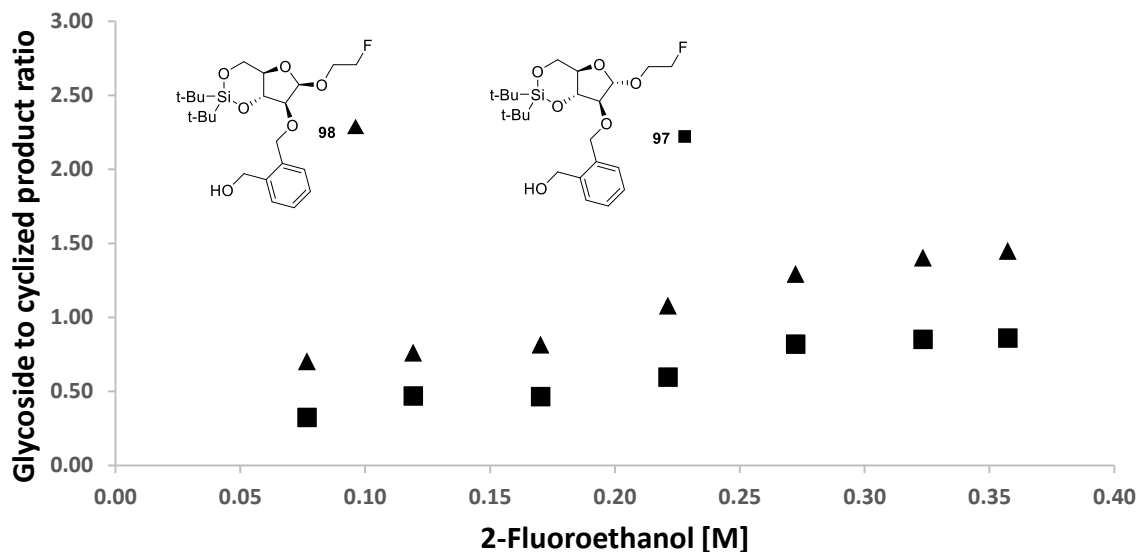 Glycoside to cyclized product ratio
3.00
2.50
2.00
1.50
1.00
0.50
0.00
0.00 0.05 0.10 0.15 0.20 0.25 0.30 0.35 0.40
2-Fluoroethanol [M]
F
O O
O
t-Bu Si
t-Bu O
O
HO
98
F
O O
O
t-Bu Si
t-Bu O
O
HO
97